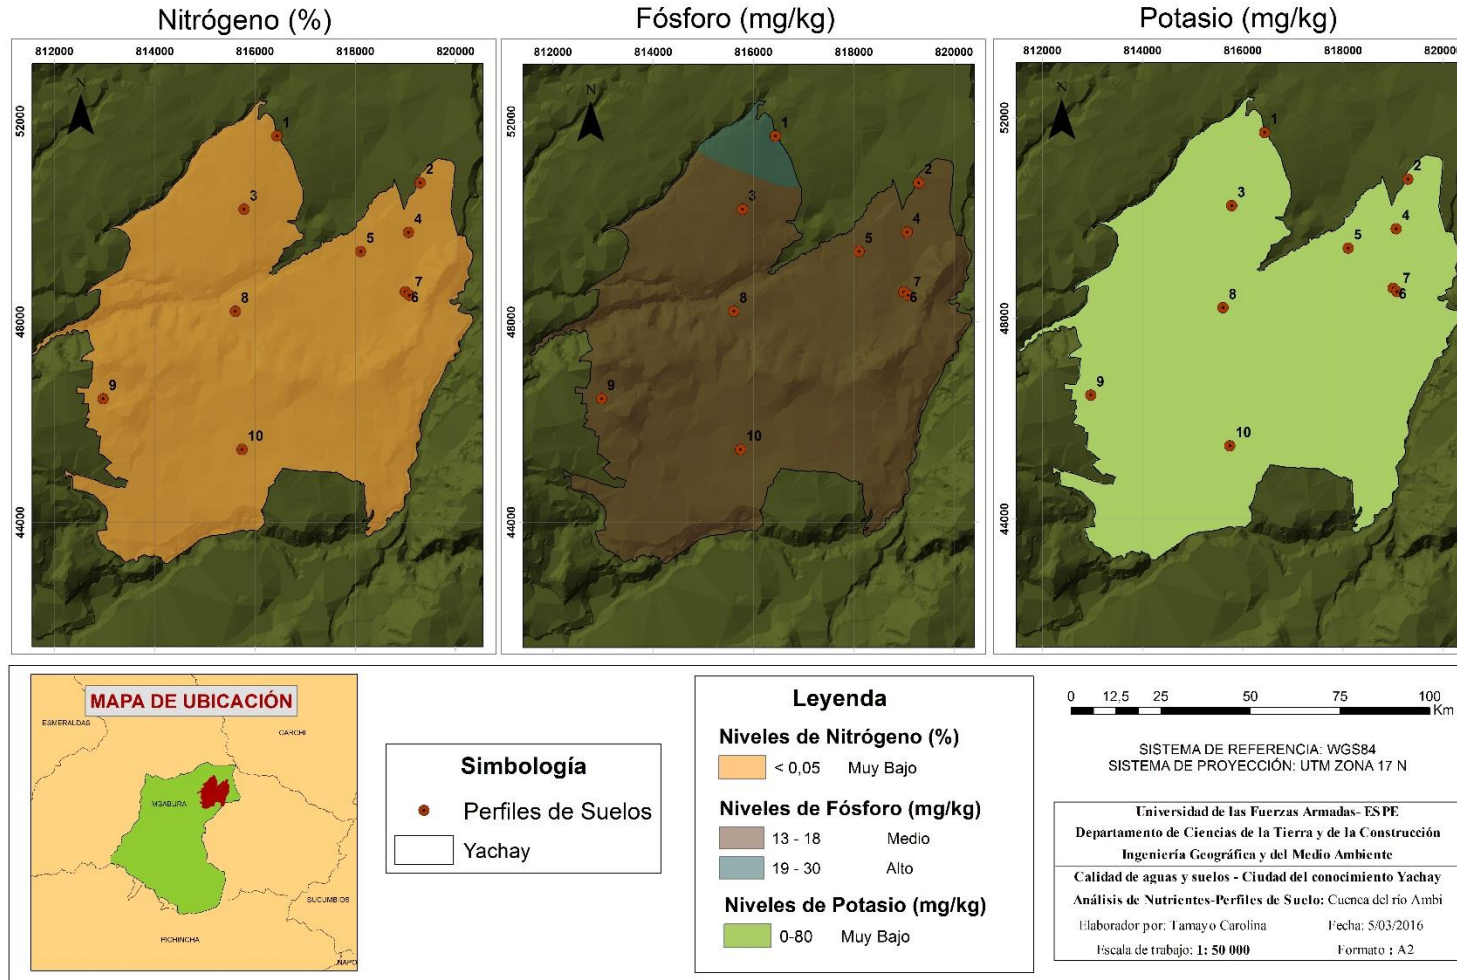 Nitrógeno (%)
812000 814000 816000 818000 820000
N
52000
48000
44000
1
2
3
4
5
7
6
8
9
10
Fósforo (mg/kg)
812000 814000 816000 818000 820000
N
52000
48000
44000
1
2
3
4
5
7
6
8
9
10
Potasio (mg/kg)
812000 814000 816000 818000 820000
N
52000
48000
44000
1
2
3
4
5
7
6
8
9
10
MAPA DE UBICACIÓN
ESMERALDAS
CARCHI
IMBABURA
SUCUMBIOS
PICHINCHA
NAPO
Simbología
Perfiles de Suelos
Yachay
Leyenda
Niveles de Nitrógeno (%)
< 0,05 Muy Bajo
Niveles de Fósforo (mg/kg)
13 - 18 Medio
19 - 30 Alto
Niveles de Potasio (mg/kg)
0-80 Muy Bajo
0 12,5 25 50 75 100
Km
SISTEMA DE REFERENCIA: WGS84
SISTEMA DE PROYECCIÓN: UTM ZONA 17 N
Universidad de las Fuerzas Armadas- ESPE
Departamento de Ciencias de la Tierra y de la Construcción
Ingeniería Geográfica y del Medio Ambiente
Calidad de aguas y suelos - Ciudad del conocimiento Yachay
Análisis de Nutrientes-Perfiles de Suelo: Cuenca del río Ambi
Elaborador por: Tamayo Carolina Fecha: 5/03/2016
Escala de trabajo: 1: 50 000 Formato : A2